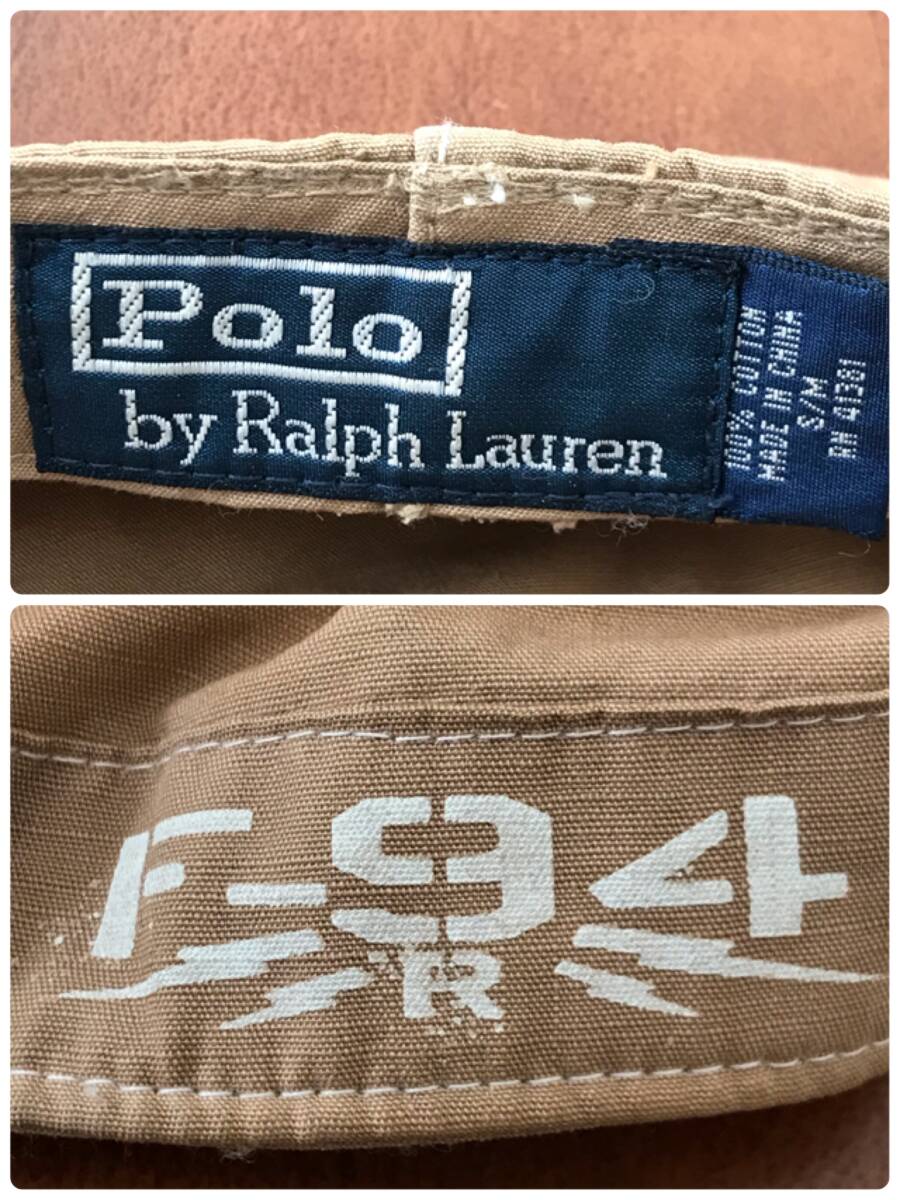 Polo
by Ralph Lauren
100% COTTON
MADE IN CHINA
S/M
RN 41381
F-94
R